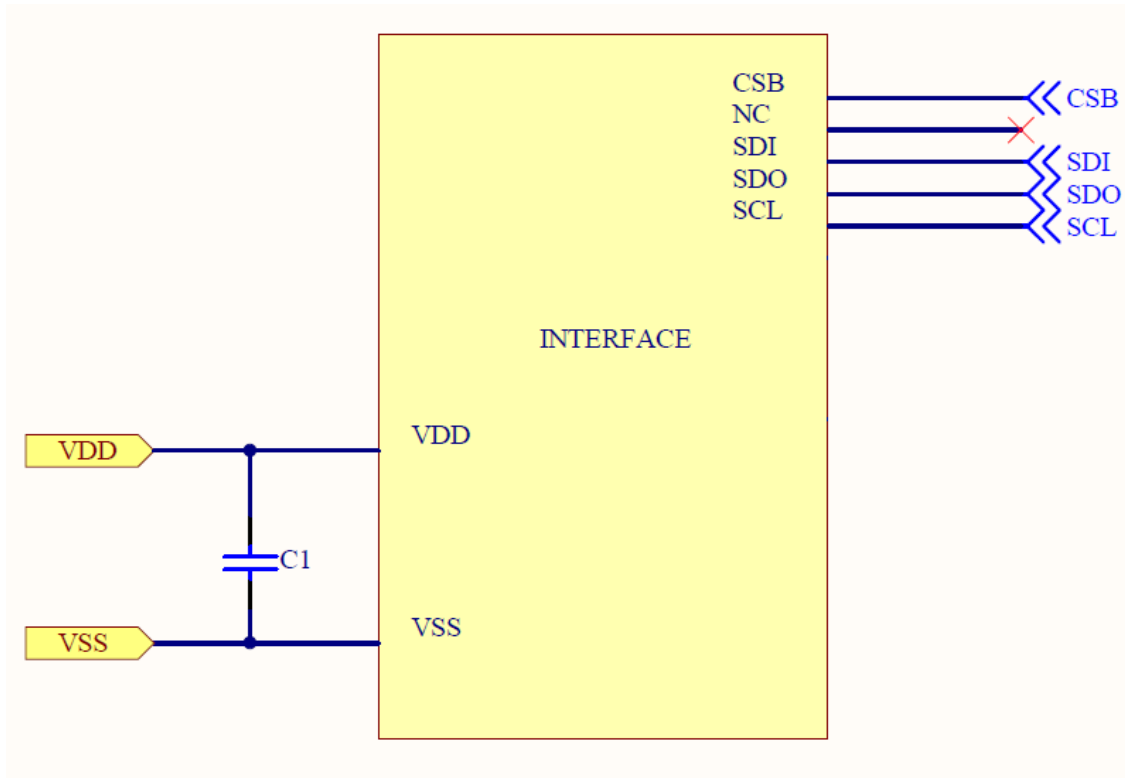 CSB
CSB
NC
SDI
SDI
SDO
SDO
SCL
SCL
INTERFACE
VDD
VDD
C1
VSS
VSS